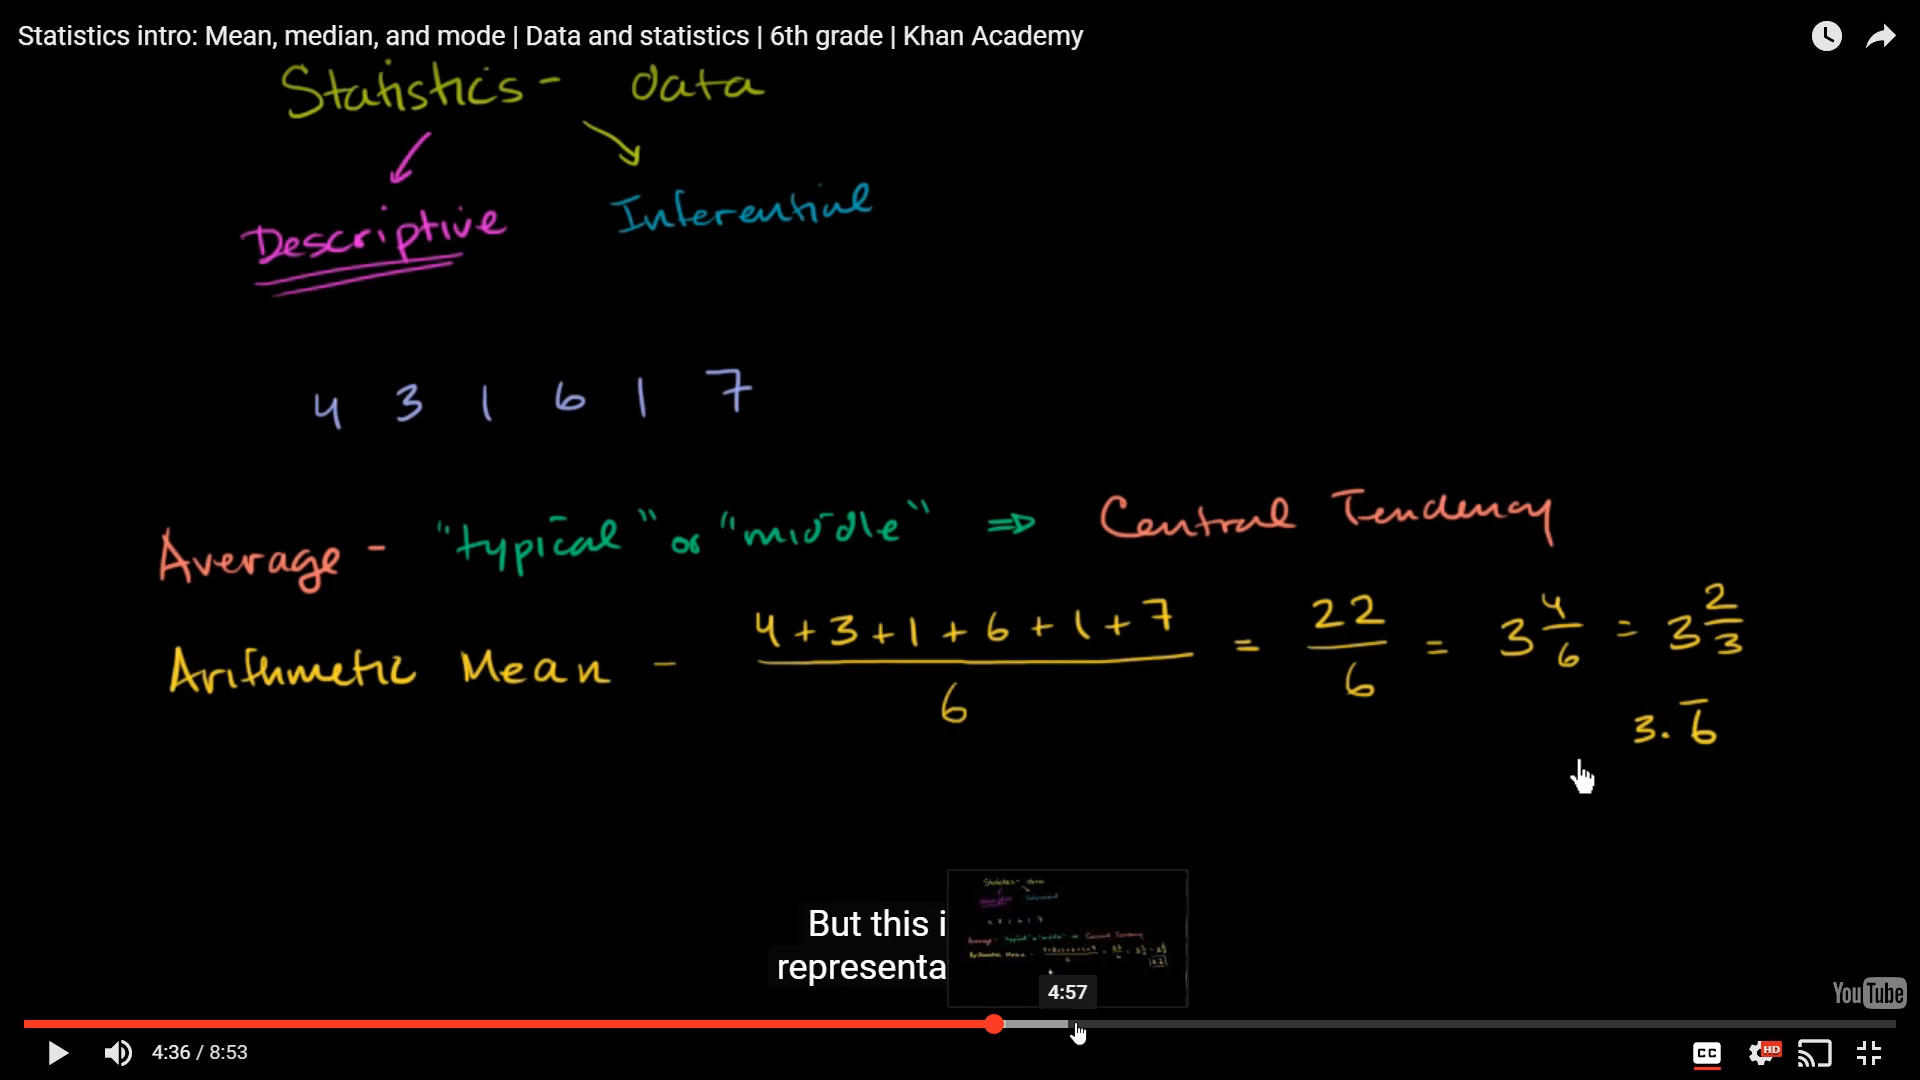 Statistics intro: Mean, median, and mode | Data and statistics | 6th grade | Khan Academy
Statistics - data
Descriptive Inferential
4 3 1 6 1 7
Average - "typical" or "middle" ⇒ Central Tendency
Arithmetic Mean - (4+3+1+6+1+7)/6 = 22/6 = 3 4/6 = 3 2/3
3.6̅
But this i
representa
4:57
YouTube
4:36 / 8:53
CC HD